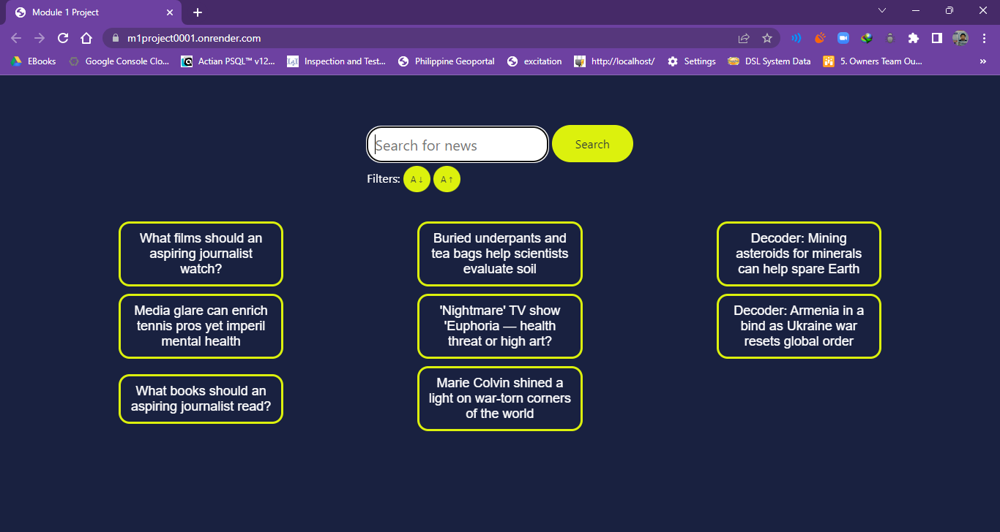 Module 1 Project
m1project0001.onrender.com
EBooks
Google Console Clo...
Actian PSQL™ v12...
Inspection and Test...
Philippine Geoportal
excitation
http://localhost/
Settings
DSL System Data
5. Owners Team Ou...
»
Search for news
Search
Filters: A ↓ A ↑
What films should an
aspiring journalist
watch?
Buried underpants and
tea bags help scientists
evaluate soil
Decoder: Mining
asteroids for minerals
can help spare Earth
Media glare can enrich
tennis pros yet imperil
mental health
'Nightmare' TV show
'Euphoria — health
threat or high art?
Decoder: Armenia in a
bind as Ukraine war
resets global order
What books should an
aspiring journalist read?
Marie Colvin shined a
light on war-torn corners
of the world